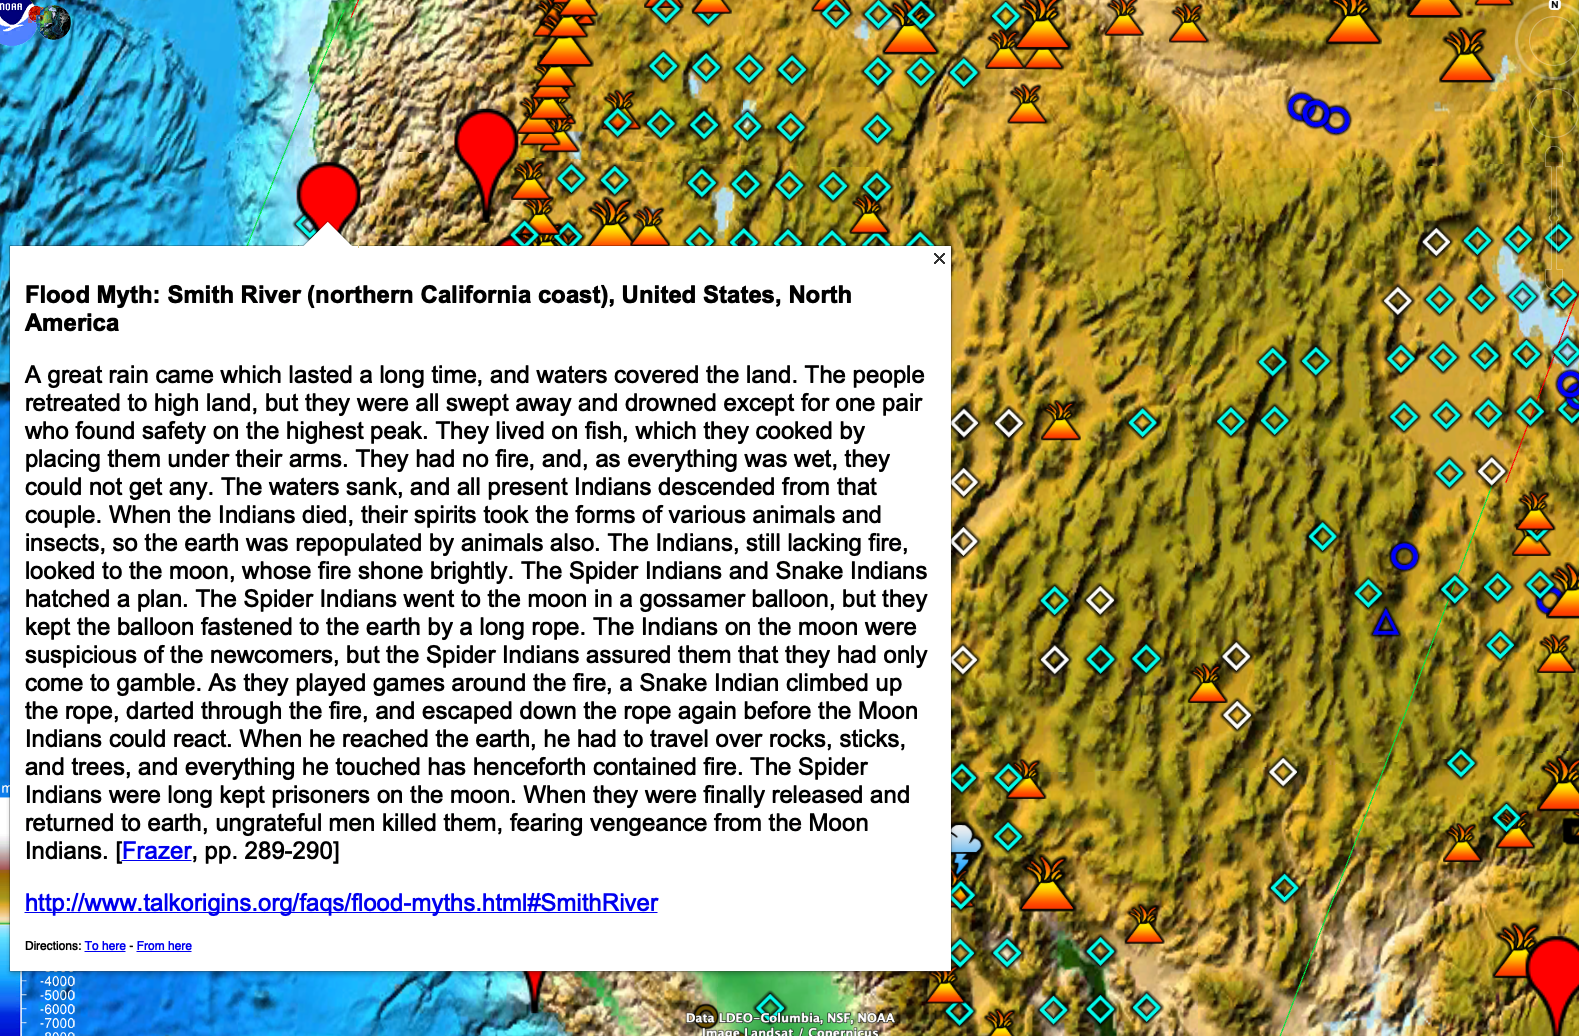 NOAA
N
Flood Myth: Smith River (northern California coast), United States, North
America
A great rain came which lasted a long time, and waters covered the land. The people
retreated to high land, but they were all swept away and drowned except for one pair
who found safety on the highest peak. They lived on fish, which they cooked by
placing them under their arms. They had no fire, and, as everything was wet, they
could not get any. The waters sank, and all present Indians descended from that
couple. When the Indians died, their spirits took the forms of various animals and
insects, so the earth was repopulated by animals also. The Indians, still lacking fire,
looked to the moon, whose fire shone brightly. The Spider Indians and Snake Indians
hatched a plan. The Spider Indians went to the moon in a gossamer balloon, but they
kept the balloon fastened to the earth by a long rope. The Indians on the moon were
suspicious of the newcomers, but the Spider Indians assured them that they had only
come to gamble. As they played games around the fire, a Snake Indian climbed up
the rope, darted through the fire, and escaped down the rope again before the Moon
Indians could react. When he reached the earth, he had to travel over rocks, sticks,
and trees, and everything he touched has henceforth contained fire. The Spider
Indians were long kept prisoners on the moon. When they were finally released and
returned to earth, ungrateful men killed them, fearing vengeance from the Moon
Indians. [Frazer, pp. 289-290]
http://www.talkorigins.org/faqs/flood-myths.html#SmithRiver
Directions: To here - From here
m
-4000
-5000
-6000
-7000
Data LDEO-Columbia, NSF, NOAA
Image Landsat / Copernicus